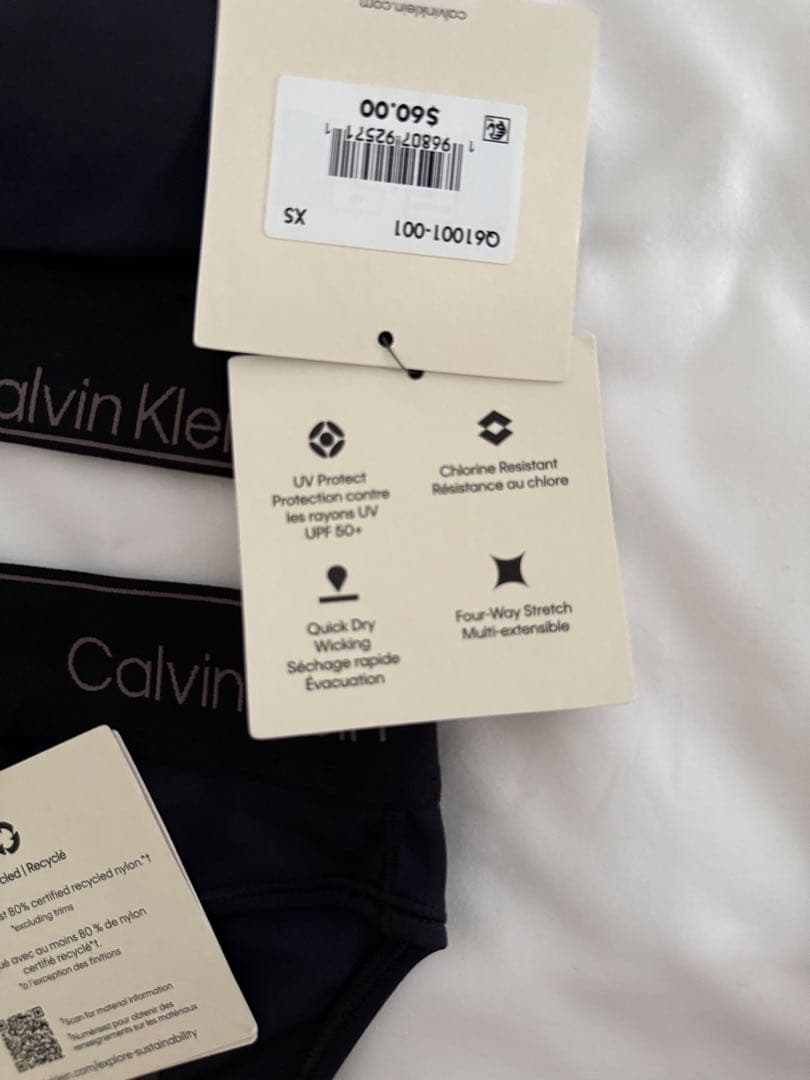 calvinklein.com
$60.00
1 96807 92571 1
XS
Q61001-001
alvin Klei
UV Protect
Protection contre
les rayons UV
UPF 50+
Chlorine Resistant
Résistance au chlore
Quick Dry
Wicking
Séchage rapide
Évacuation
Four-Way Stretch
Multi-extensible
Calvin
cled | Recyclé
st 80% certified recycled nylon.*†
*excluding trims
ué avec au moins 80 % de nylon
certifié recyclé*†.
*à l'exception des finitions
†Scan for material information
†Numérisez pour obtenir des
renseignements sur les matériaux
klein.com/explore-sustainability